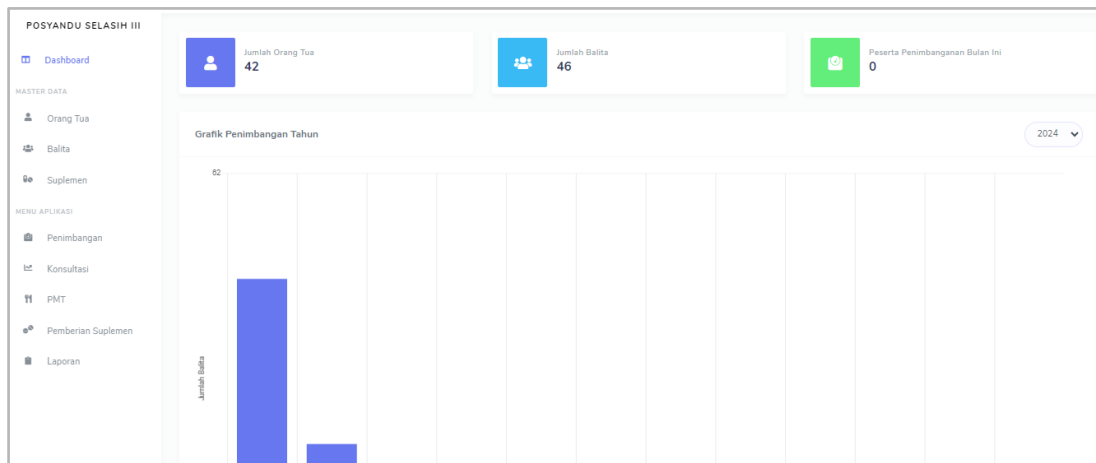 POSYANDU SELASIH III
Dashboard
MASTER DATA
Orang Tua
Balita
Suplemen
MENU APLIKASI
Penimbangan
Konsultasi
PMT
Pemberian Suplemen
Laporan
Jumlah Orang Tua
42
Jumlah Balita
46
Peserta Penimbanganan Bulan Ini
0
Grafik Penimbangan Tahun
2024
62
Jumlah Balita